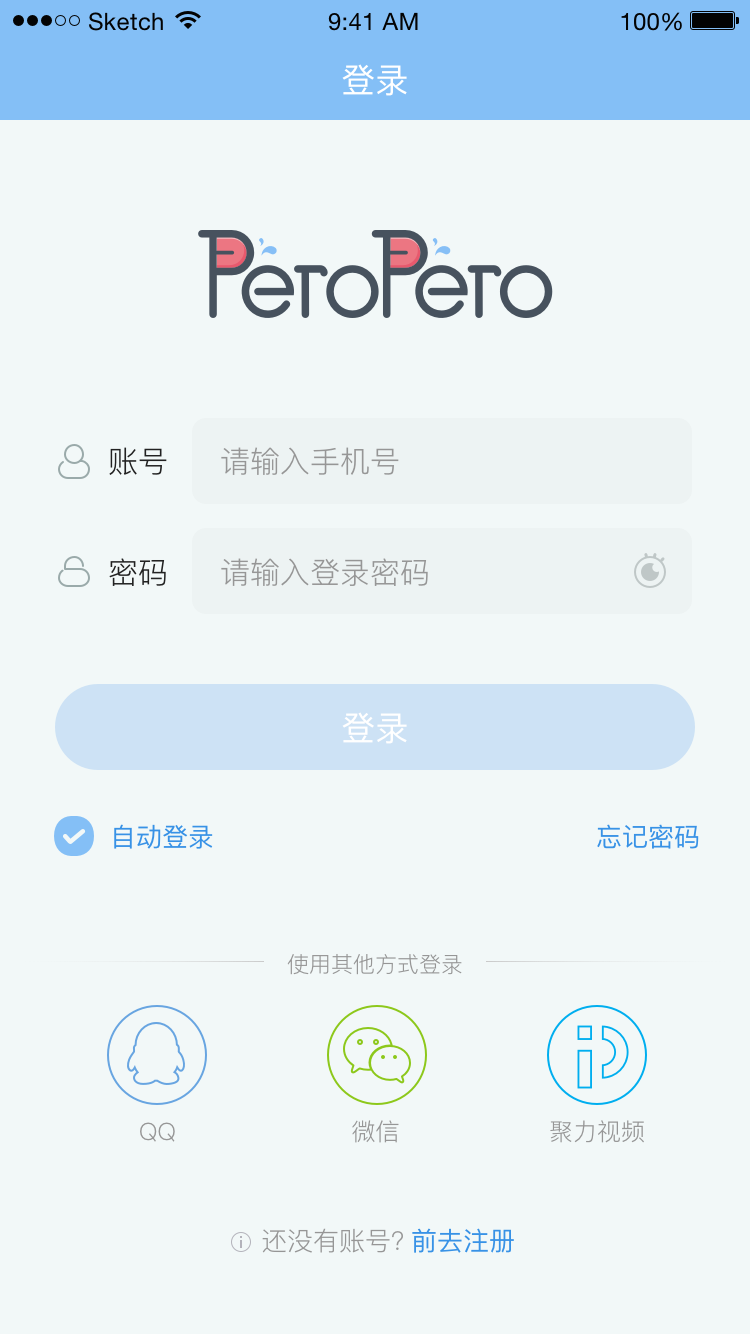 Sketch 9:41 AM 100%
登录
PeroPero
账号 请输入手机号
密码 请输入登录密码
登录
自动登录 忘记密码
使用其他方式登录
QQ 微信 聚力视频
还没有账号? 前去注册